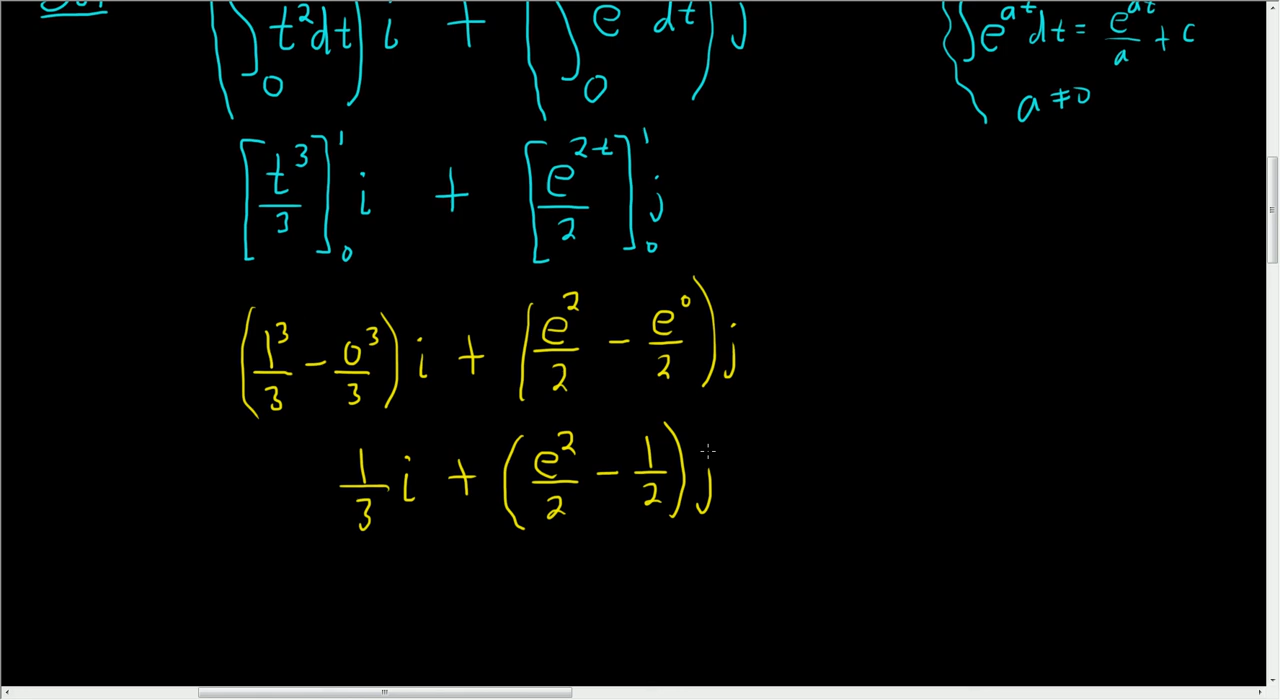 (∫₀ t²dt) i + (∫₀ e dt) j
[t³/3]₀¹ i + [e^{2t}/2]₀¹ j
(1³/3 − 0³/3) i + (e²/2 − e⁰/2) j
1/3 i + (e²/2 − 1/2) j
∫e^{at}dt = e^{at}/a + c
a ≠ 0